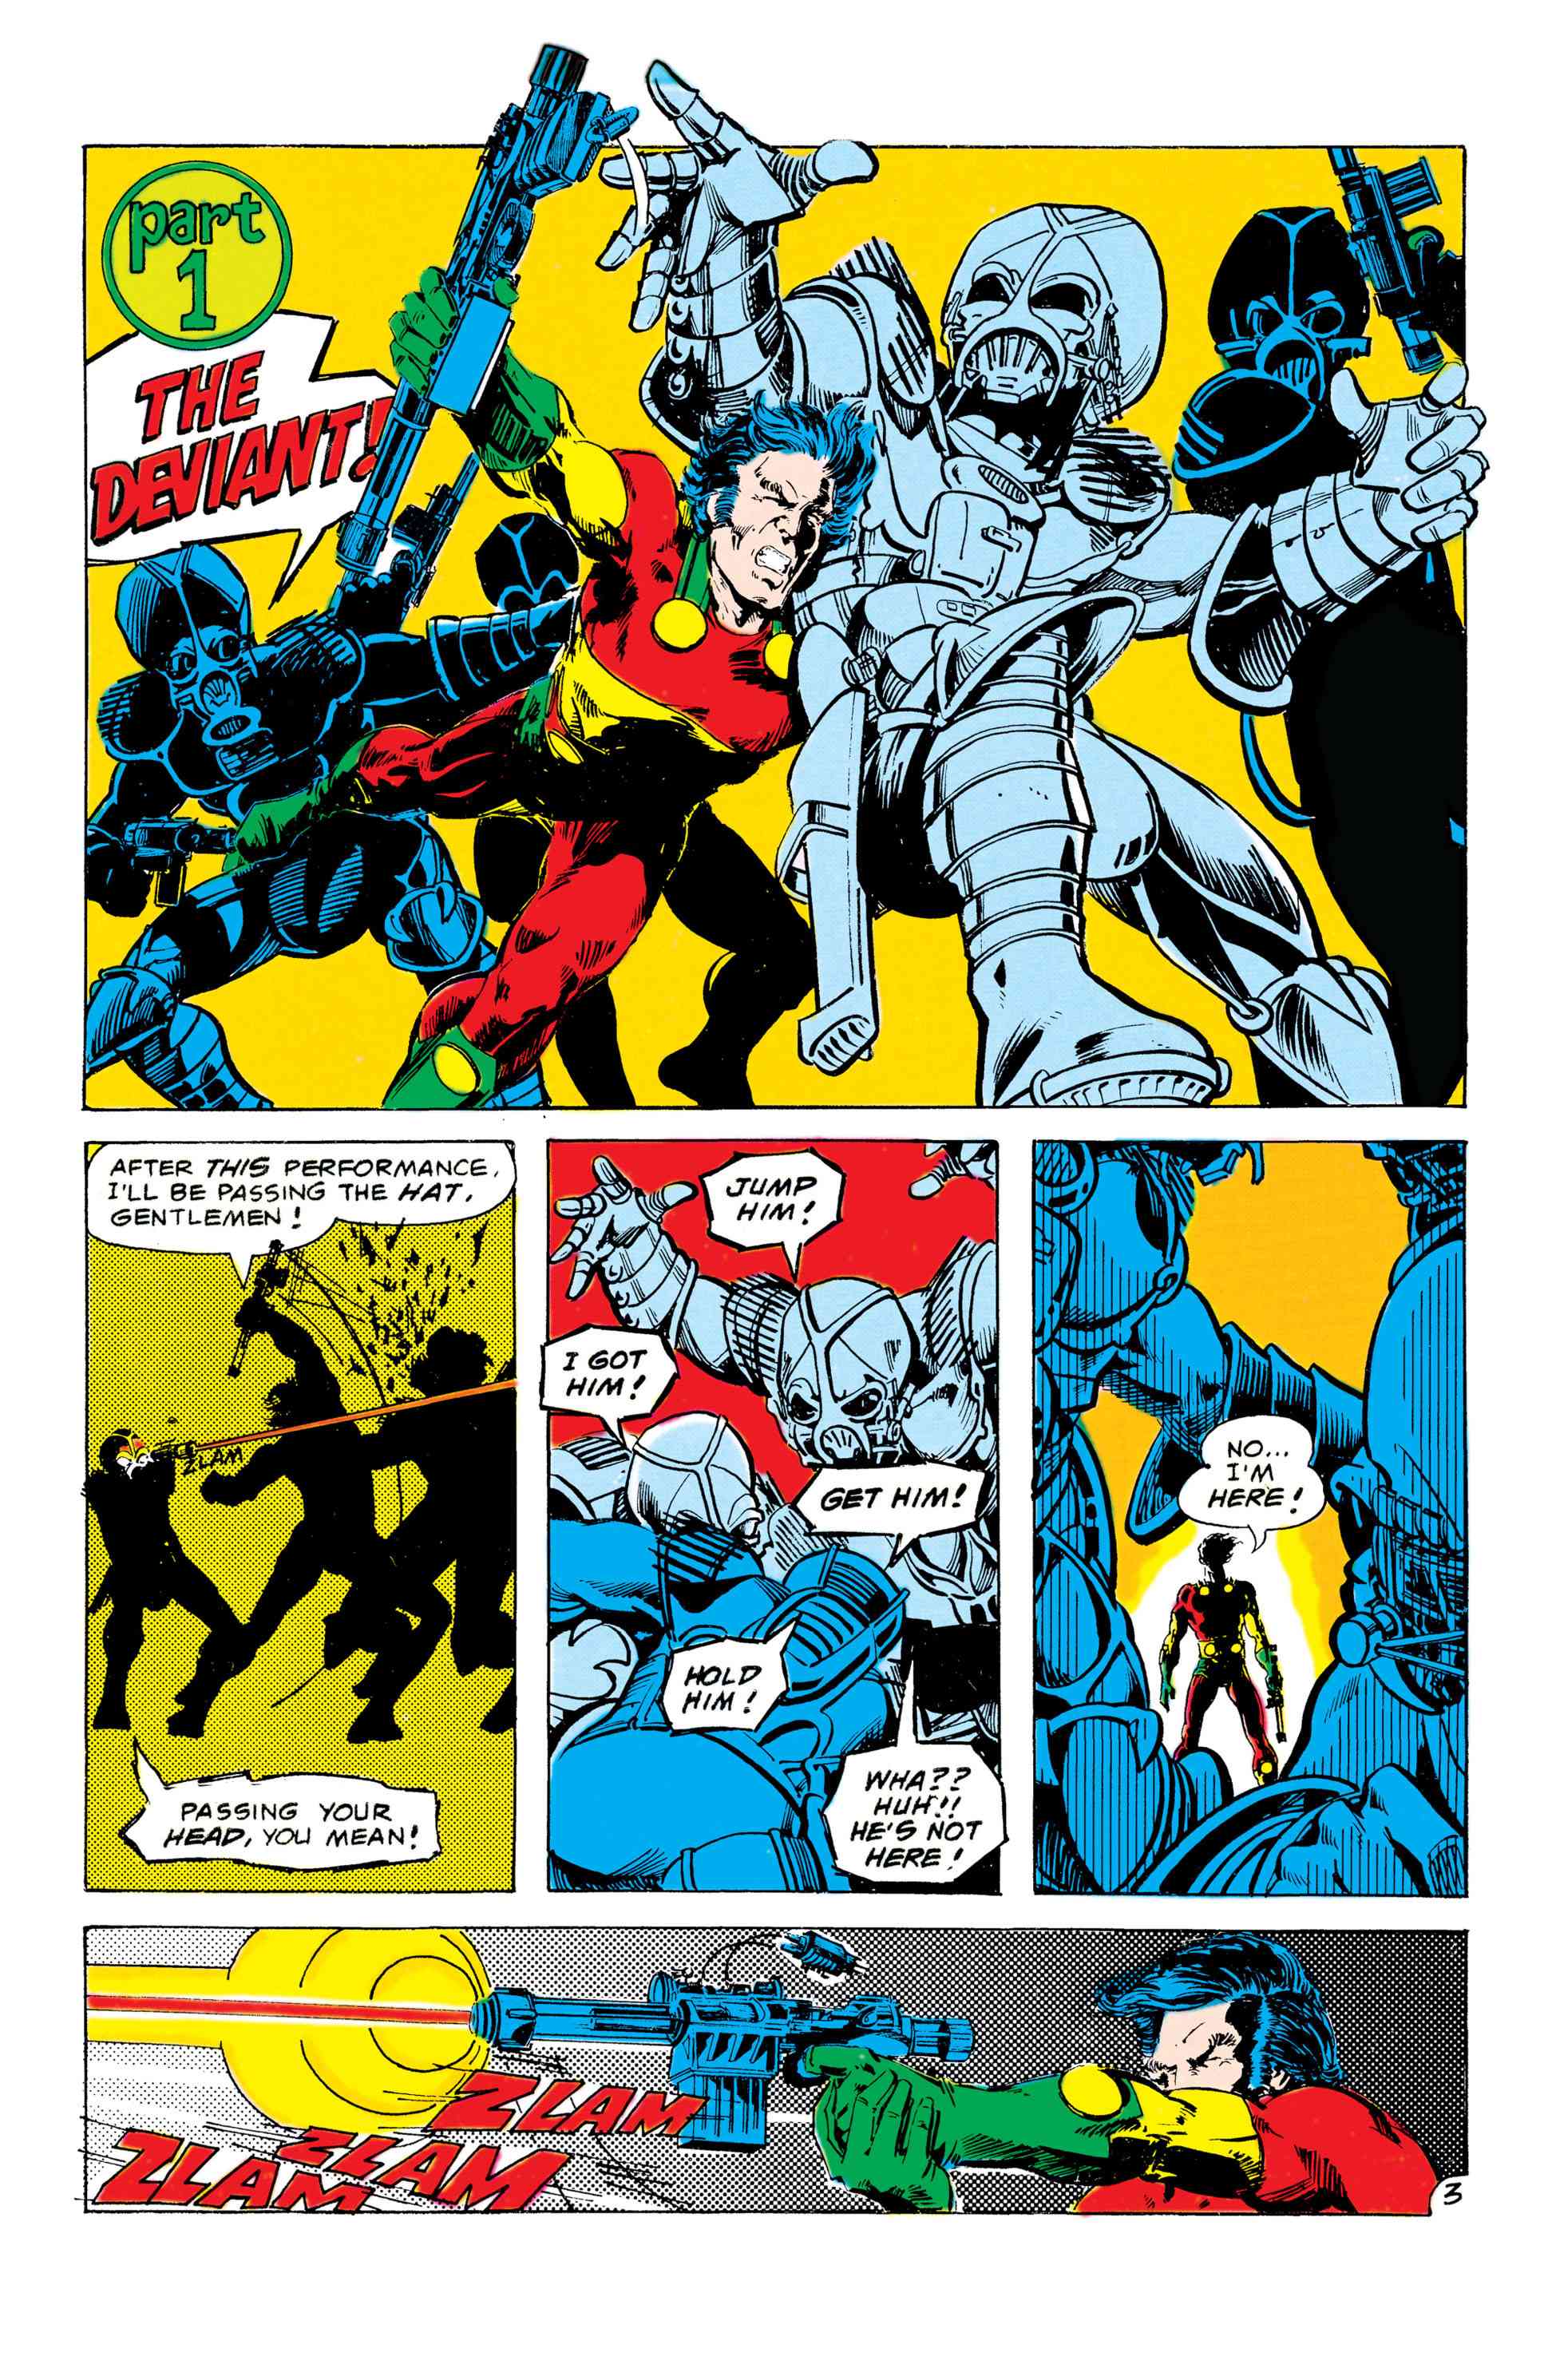 part
1
THE
DEVIANT!
AFTER THIS PERFORMANCE,
I'LL BE PASSING THE HAT,
GENTLEMEN!
ZLAM
PASSING YOUR
HEAD, YOU MEAN!
JUMP
HIM!
I GOT
HIM!
GET HIM!
HOLD
HIM!
WHA??
HUH!!
HE'S NOT
HERE!
NO...
I'M
HERE!
ZLAM
ZLAM
ZLAM
3